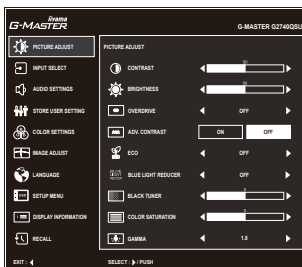 iiyama
G-MASTER
G-MASTER G2740QSU
PICTURE ADJUST
INPUT SELECT
AUDIO SETTINGS
STORE USER SETTING
COLOR SETTINGS
IMAGE ADJUST
LANGUAGE
SETUP MENU
DISPLAY INFORMATION
RECALL
PICTURE ADJUST
CONTRAST 50
BRIGHTNESS 50
OVERDRIVE OFF
ADV. CONTRAST ON OFF
ECO OFF
BLUE LIGHT REDUCER OFF
BLACK TUNER 0
COLOR SATURATION 0
GAMMA 1.8
EXIT :
SELECT : / PUSH